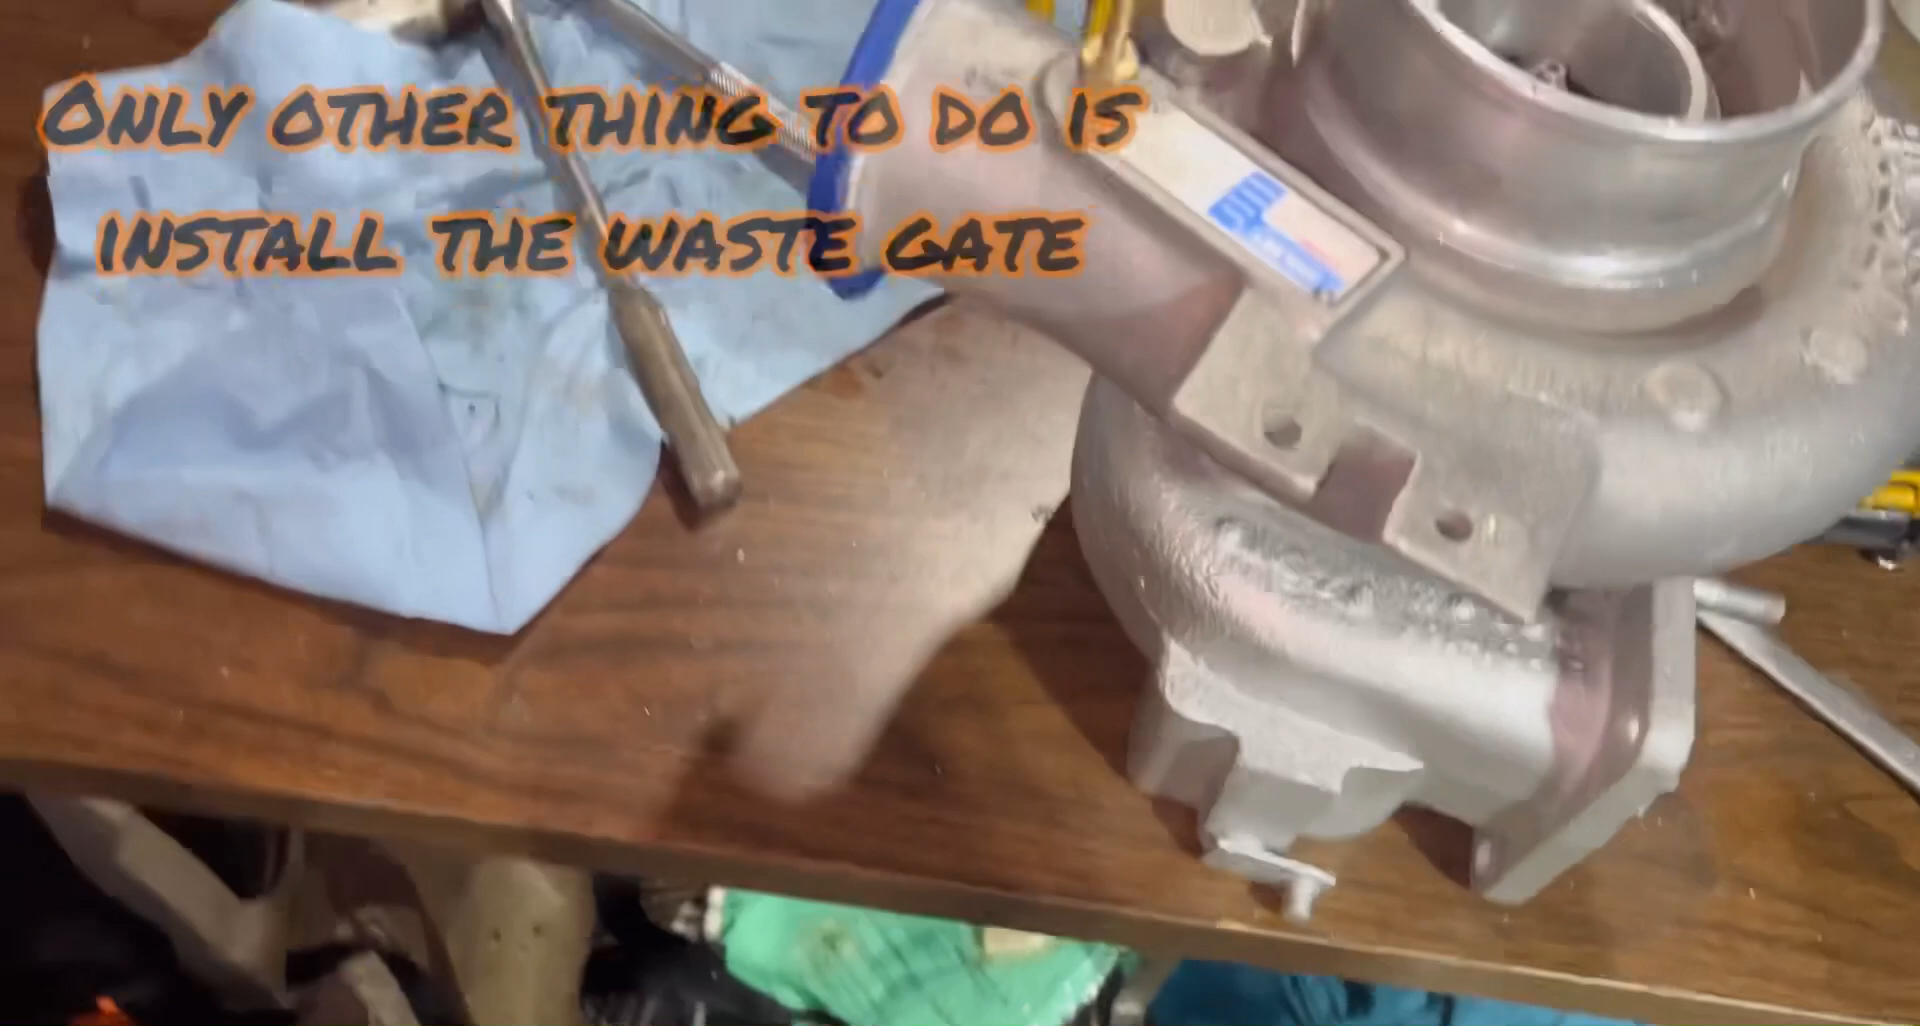 Only other thing to do is
install the waste gate